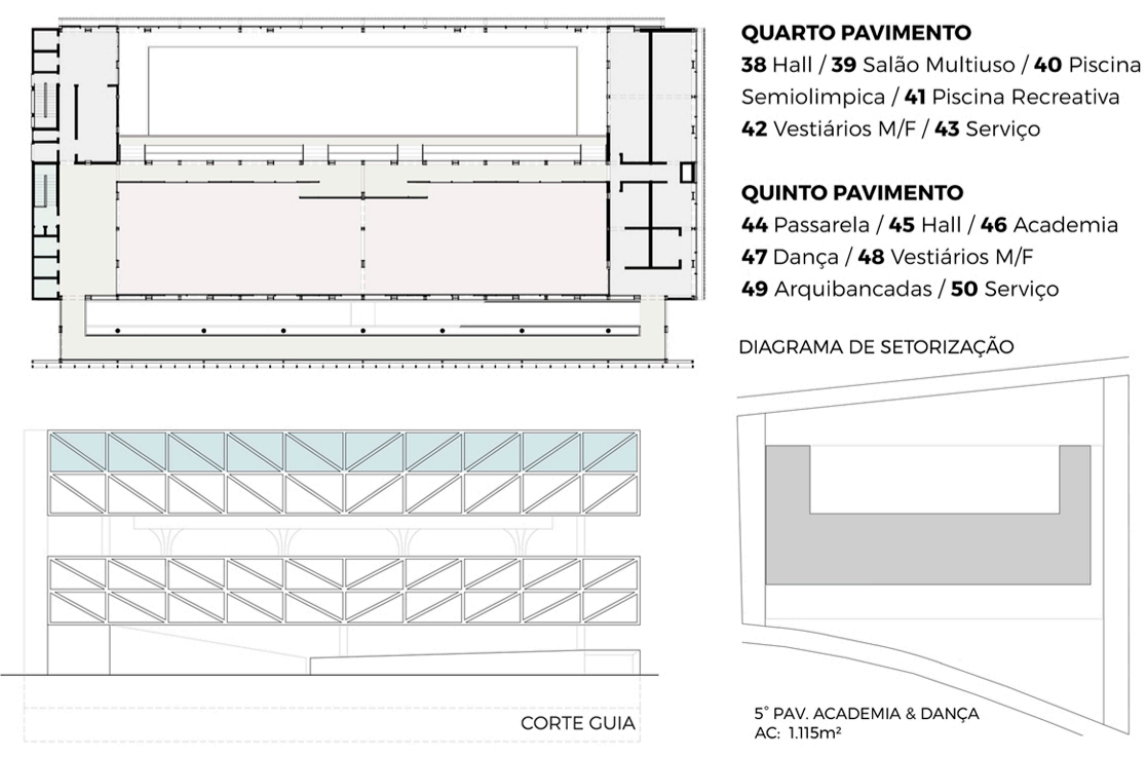 QUARTO PAVIMENTO
38 Hall / 39 Salão Multiuso / 40 Piscina
Semiolimpica / 41 Piscina Recreativa
42 Vestiários M/F / 43 Serviço
QUINTO PAVIMENTO
44 Passarela / 45 Hall / 46 Academia
47 Dança / 48 Vestiários M/F
49 Arquibancadas / 50 Serviço
DIAGRAMA DE SETORIZAÇÃO
CORTE GUIA
5° PAV. ACADEMIA & DANÇA
AC: 1.115m²